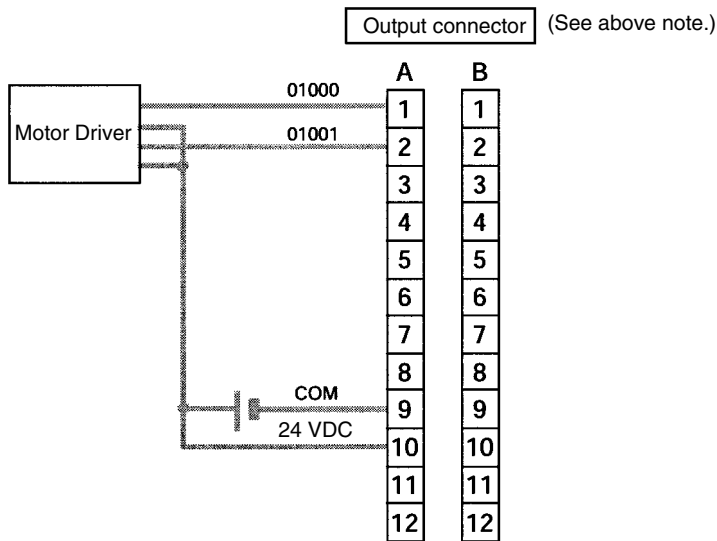 Output connector (See above note.)
A B
Motor Driver
01000
01001
COM
24 VDC
1 1
2 2
3 3
4 4
5 5
6 6
7 7
8 8
9 9
10 10
11 11
12 12